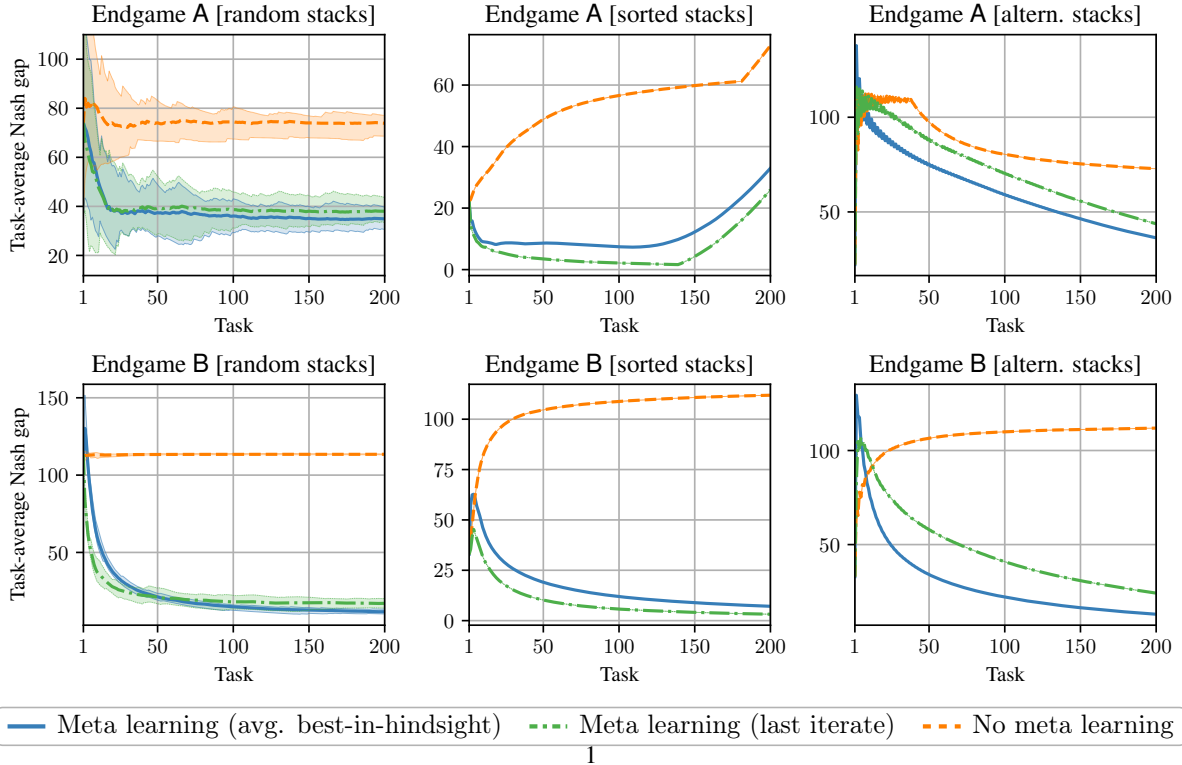 Endgame A [random stacks]
Endgame A [sorted stacks]
Endgame A [altern. stacks]
Task-average Nash gap
100
80
60
40
20
1 50 100 150 200
Task
60
40
20
0
1 50 100 150 200
Task
100
50
1 50 100 150 200
Task
Endgame B [random stacks]
Endgame B [sorted stacks]
Endgame B [altern. stacks]
Task-average Nash gap
150
100
50
1 50 100 150 200
Task
100
75
50
25
0
1 50 100 150 200
Task
100
50
1 50 100 150 200
Task
Meta learning (avg. best-in-hindsight) Meta learning (last iterate) No meta learning
1